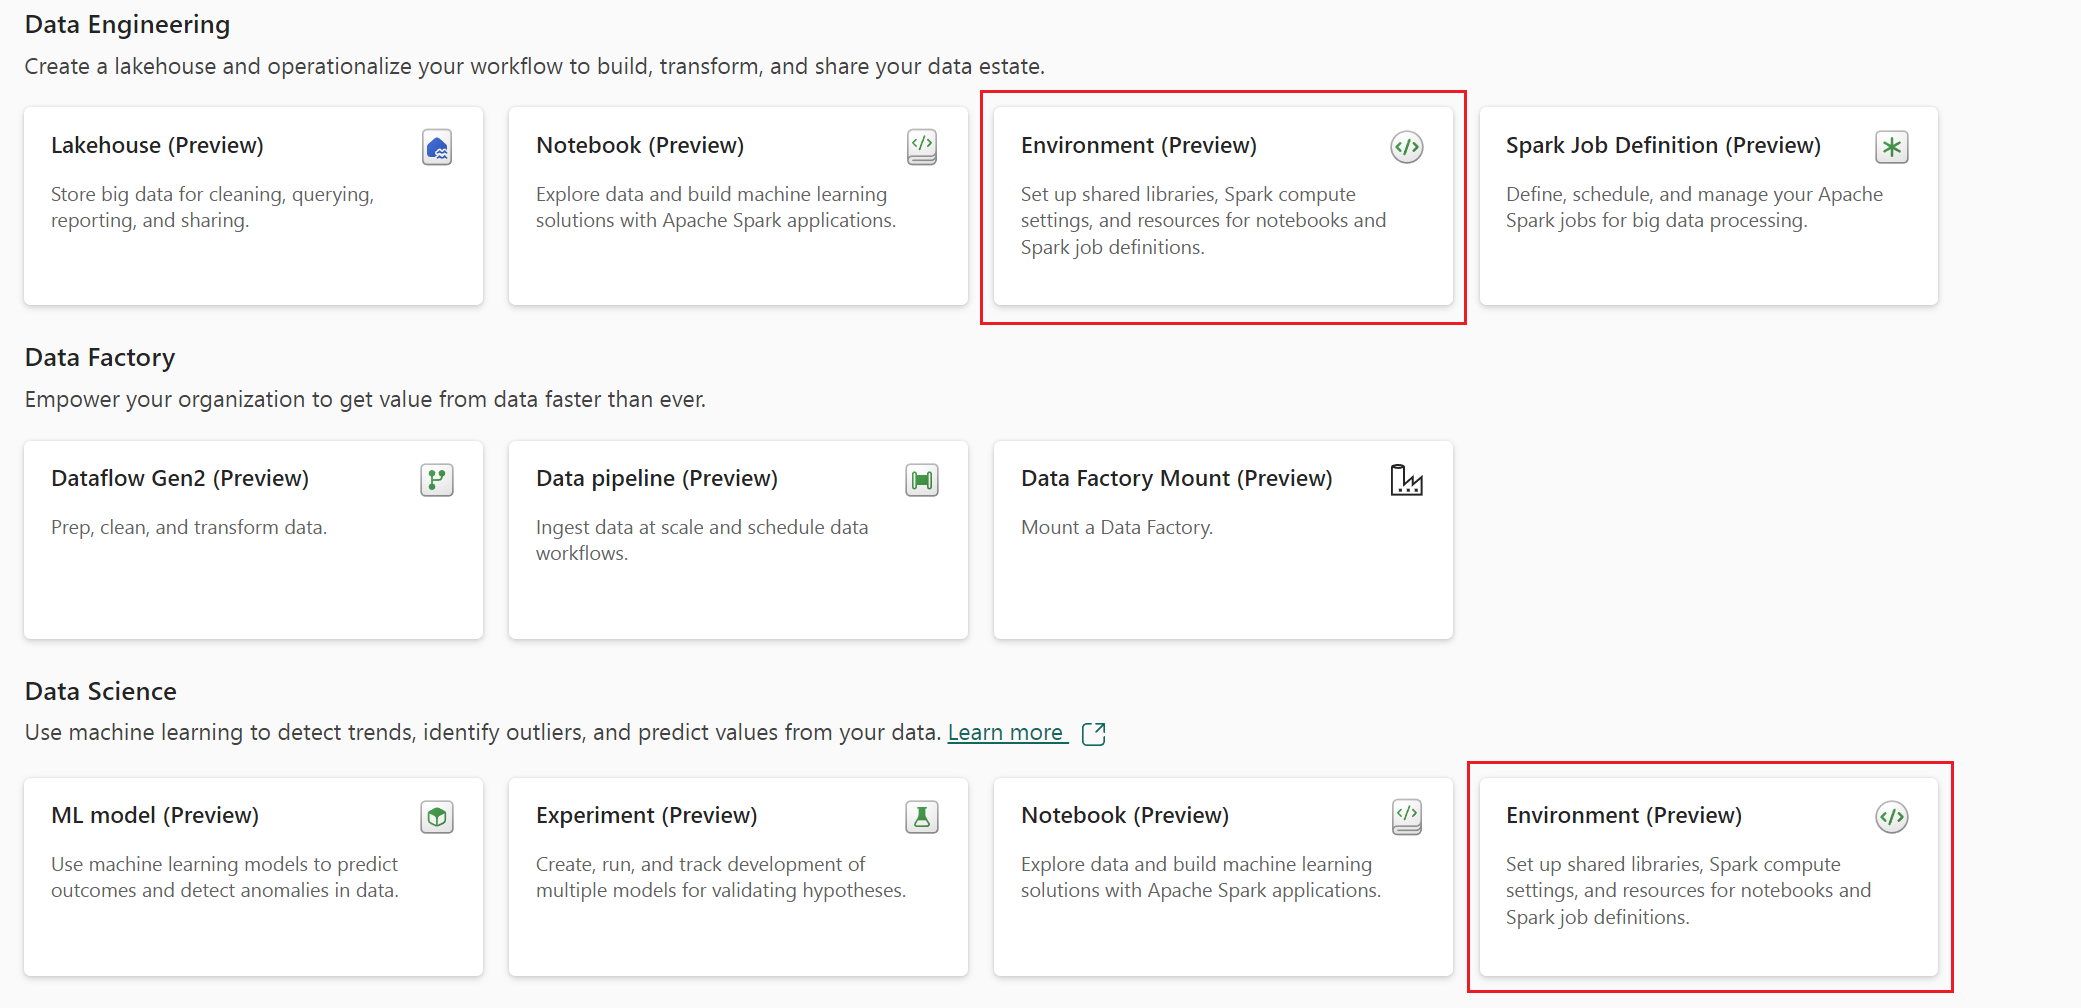 Data Engineering
Create a lakehouse and operationalize your workflow to build, transform, and share your data estate.
Lakehouse (Preview)
Store big data for cleaning, querying,
reporting, and sharing.
Notebook (Preview)
Explore data and build machine learning
solutions with Apache Spark applications.
Environment (Preview)
Set up shared libraries, Spark compute
settings, and resources for notebooks and
Spark job definitions.
Spark Job Definition (Preview)
Define, schedule, and manage your Apache
Spark jobs for big data processing.
Data Factory
Empower your organization to get value from data faster than ever.
Dataflow Gen2 (Preview)
Prep, clean, and transform data.
Data pipeline (Preview)
Ingest data at scale and schedule data
workflows.
Data Factory Mount (Preview)
Mount a Data Factory.
Data Science
Use machine learning to detect trends, identify outliers, and predict values from your data. Learn more
ML model (Preview)
Use machine learning models to predict
outcomes and detect anomalies in data.
Experiment (Preview)
Create, run, and track development of
multiple models for validating hypotheses.
Notebook (Preview)
Explore data and build machine learning
solutions with Apache Spark applications.
Environment (Preview)
Set up shared libraries, Spark compute
settings, and resources for notebooks and
Spark job definitions.